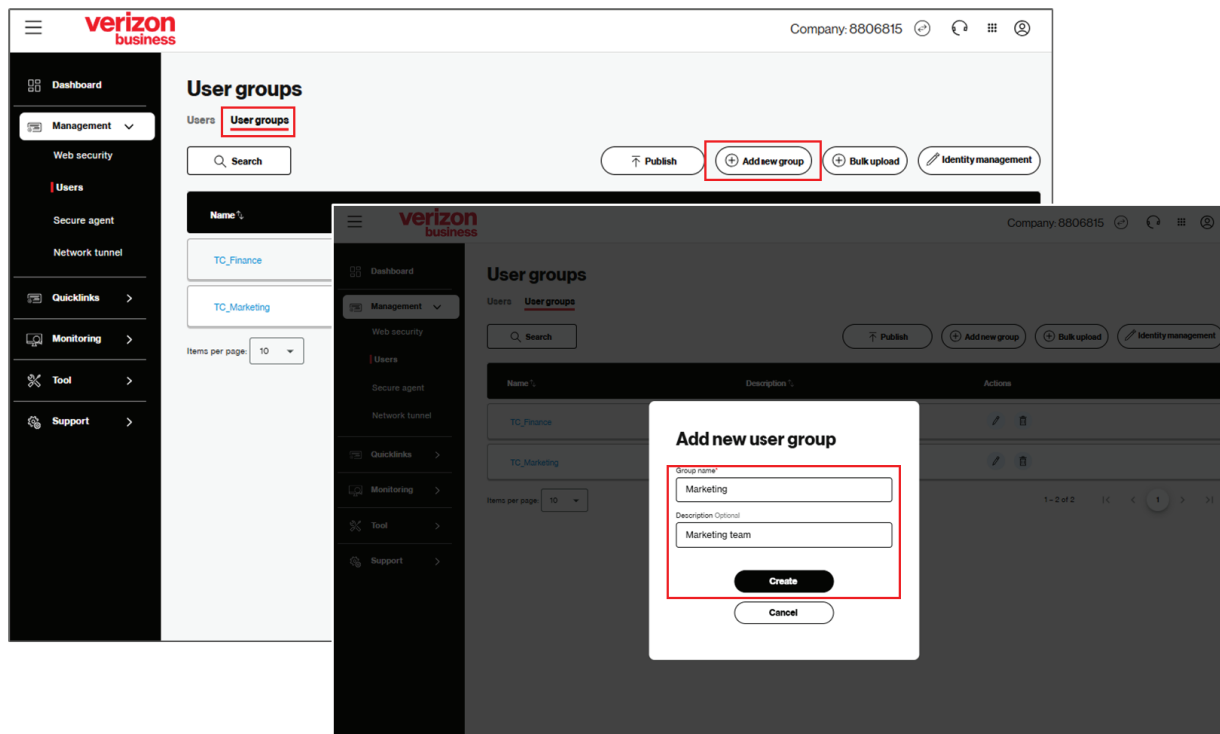 verizon
business
Company: 8806815
Dashboard
Management
Web security
Users
Secure agent
Network tunnel
Quicklinks
Monitoring
Tool
Support
User groups
Users User groups
Search
Publish Add new group Bulk upload Identity management
Name
TC_Finance
TC_Marketing
Items per page: 10
verizon
business
Company: 8806815
Dashboard
Management
Web security
Users
Secure agent
Network tunnel
Quicklinks
Monitoring
Tool
Support
User groups
Users User groups
Search
Publish Add new group Bulk upload Identity management
Name Description Actions
TC_Finance
TC_Marketing
Items per page: 10
1 – 2 of 2 1
Add new user group
Group name*
Marketing
Description Optional
Marketing team
Create
Cancel